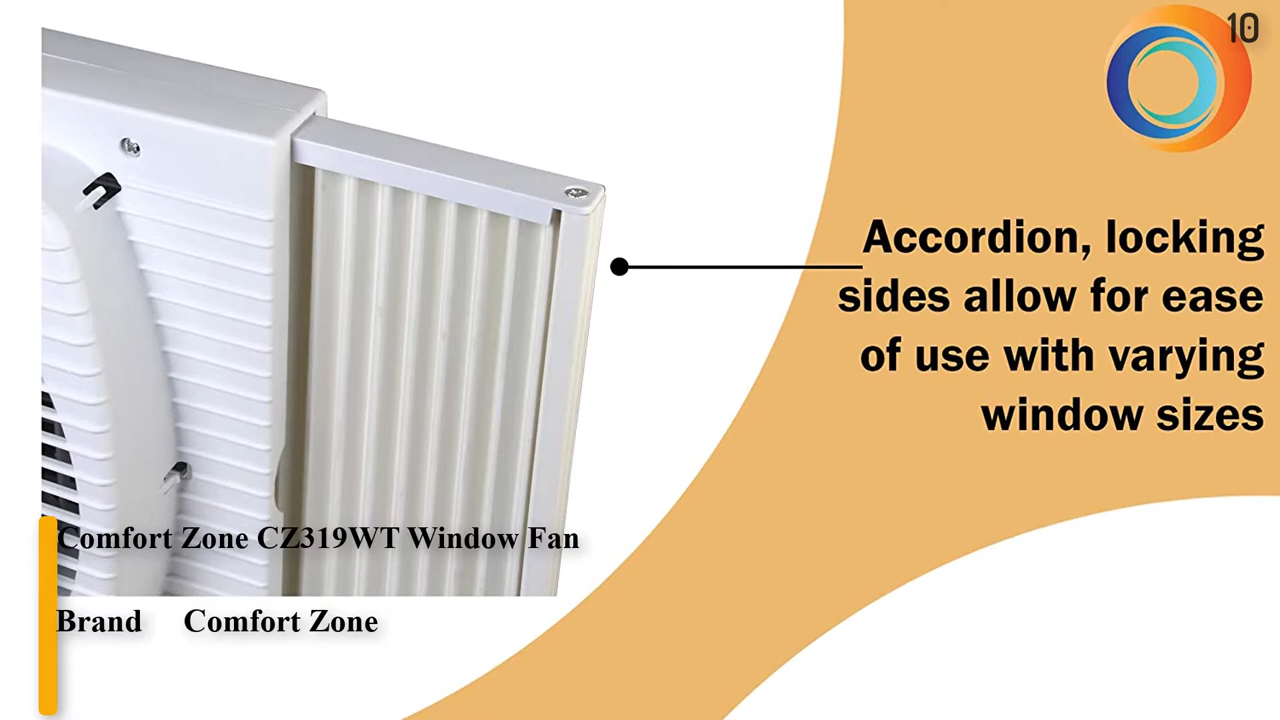 10
Accordion, locking
sides allow for ease
of use with varying
window sizes
Comfort Zone CZ319WT Window Fan
Brand Comfort Zone